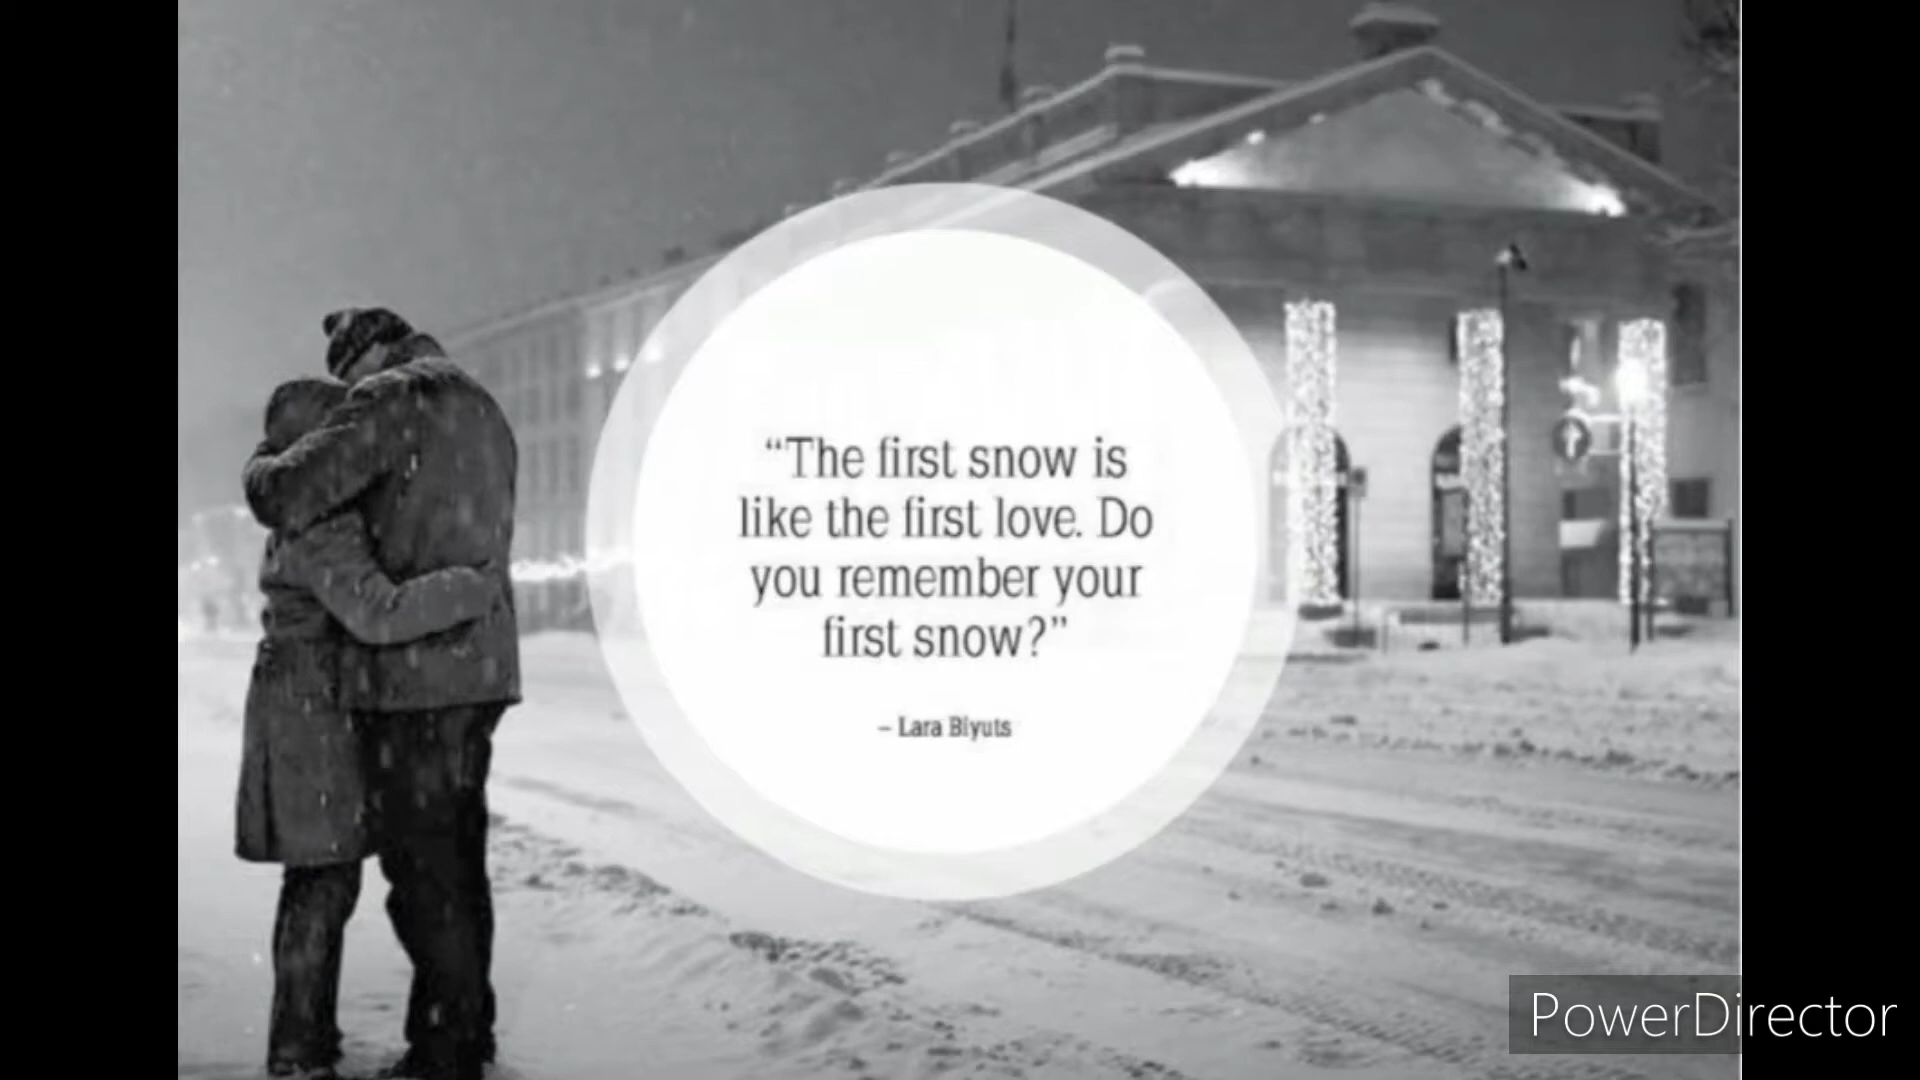 “The first snow is
like the first love. Do
you remember your
first snow?”
– Lara Biyuts
PowerDirector